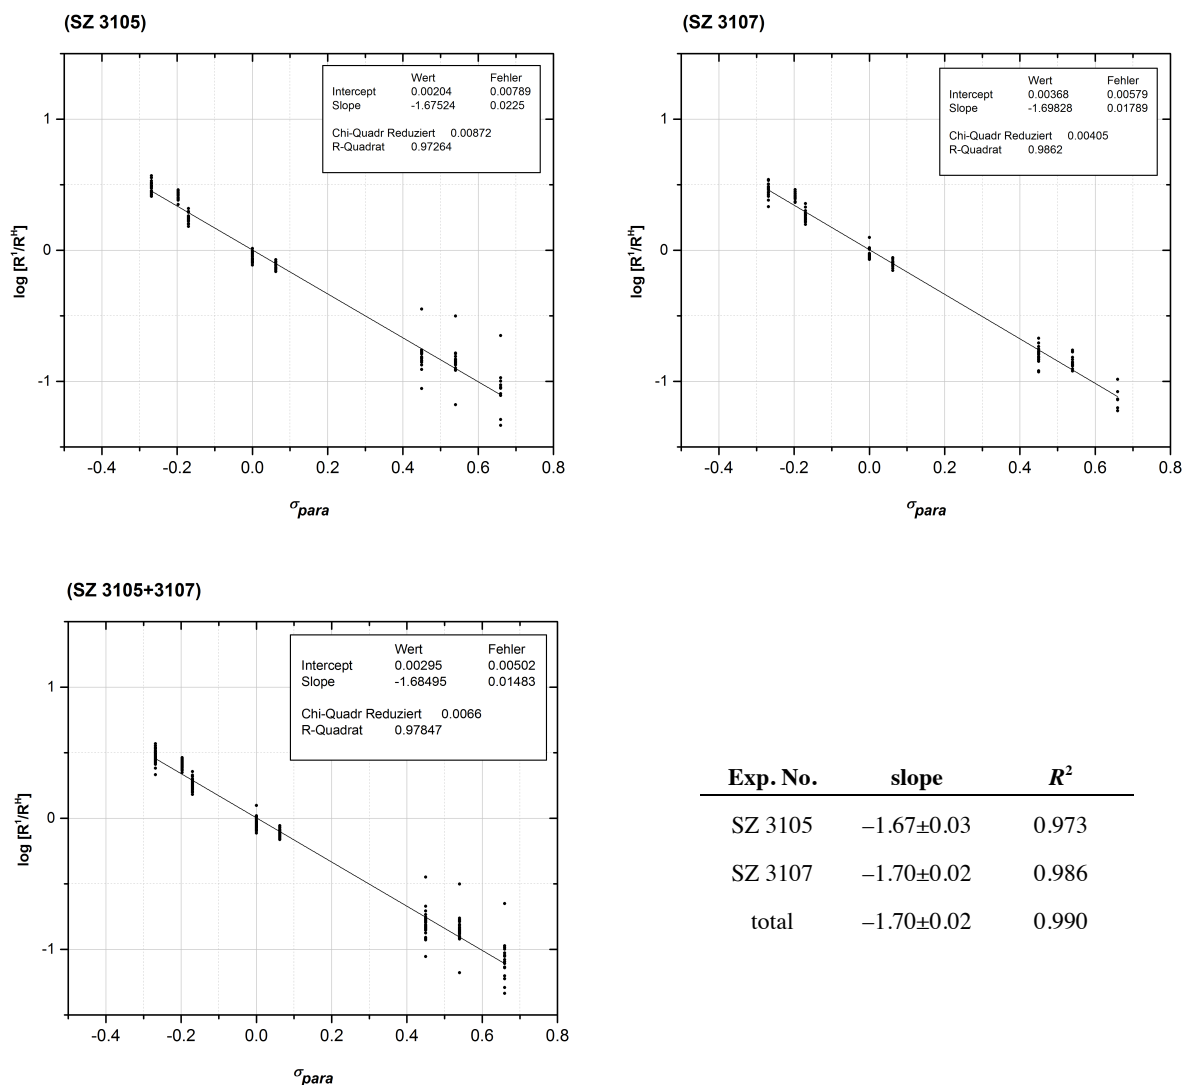 (SZ 3105)
Wert Fehler
Intercept 0.00204 0.00789
Slope -1.67524 0.0225
Chi-Quadr Reduziert 0.00872
R-Quadrat 0.97264
1
0
-1
log [R¹/Rᴴ]
-0.4 -0.2 0.0 0.2 0.4 0.6 0.8
σpara
(SZ 3107)
Wert Fehler
Intercept 0.00368 0.00579
Slope -1.69828 0.01789
Chi-Quadr Reduziert 0.00405
R-Quadrat 0.9862
1
0
-1
log [R¹/Rᴴ]
-0.4 -0.2 0.0 0.2 0.4 0.6 0.8
σpara
(SZ 3105+3107)
Wert Fehler
Intercept 0.00295 0.00502
Slope -1.68495 0.01483
Chi-Quadr Reduziert 0.0066
R-Quadrat 0.97847
1
0
-1
log [R¹/Rᴴ]
-0.4 -0.2 0.0 0.2 0.4 0.6 0.8
σpara
Exp. No. slope R²
SZ 3105 –1.67±0.03 0.973
SZ 3107 –1.70±0.02 0.986
total –1.70±0.02 0.990